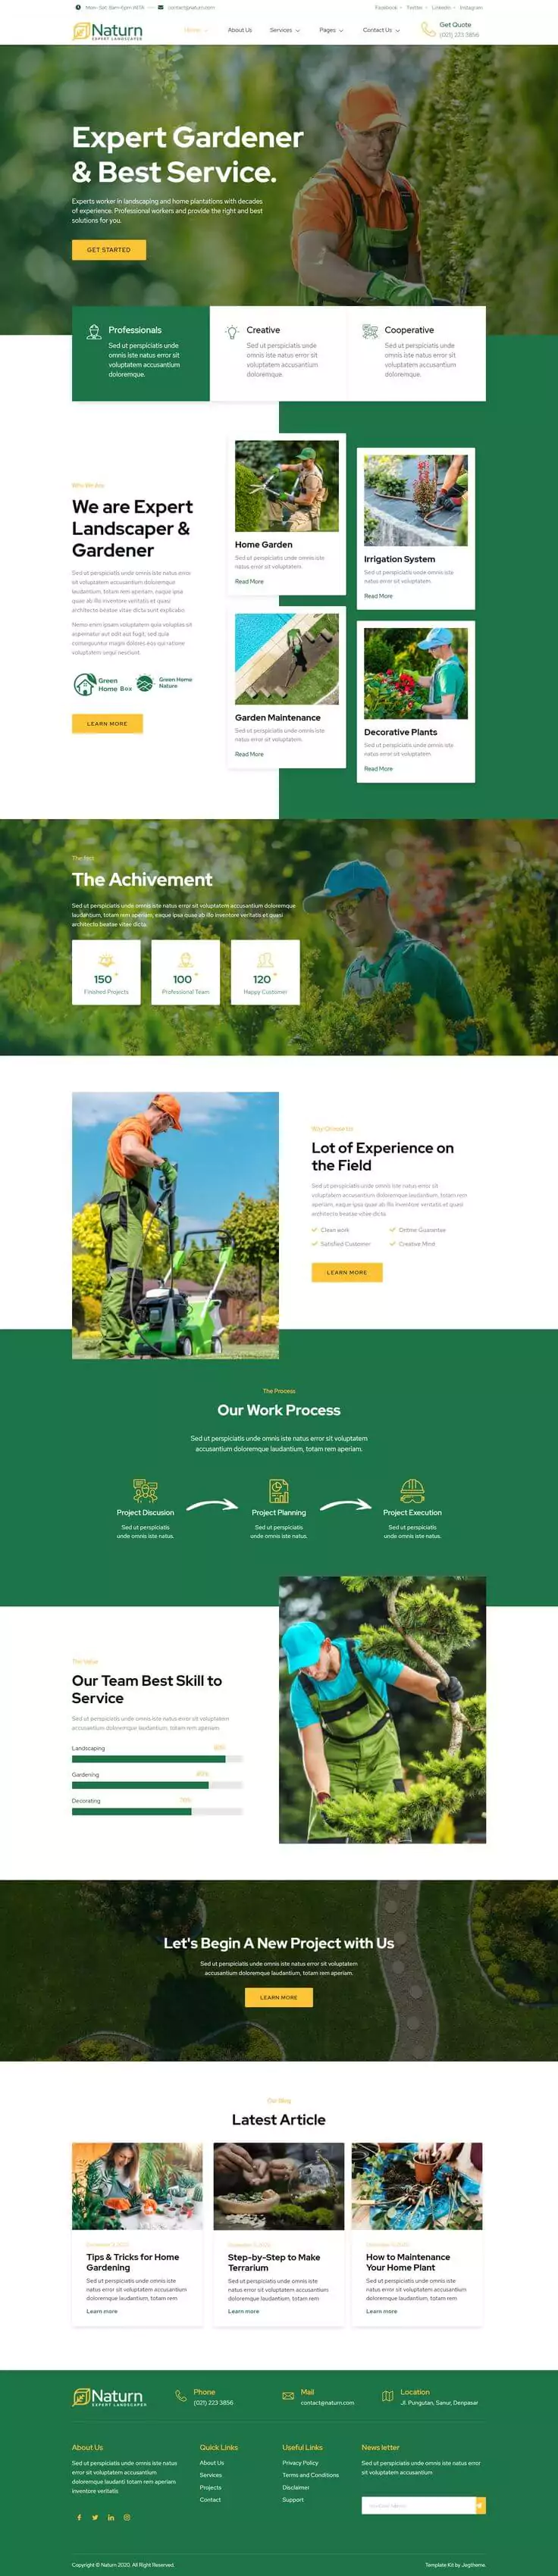 Mon- Sat: 8am-6pm WITA
contact@naturn.com
Facebook - Twitter - Linkedin - Instagram
Naturn
EXPERT LANDSCAPER
Home
About Us
Services
Pages
Contact Us
Get Quote
(021) 223 3856
Expert Gardener
& Best Service.
Experts worker in landscaping and home plantations with decades
of experience. Professional workers and provide the right and best
solutions for you.
GET STARTED
Professionals
Sed ut perspiciatis unde
omnis iste natus error sit
voluptatem accusantium
doloremque.
Creative
Sed ut perspiciatis unde
omnis iste natus error sit
voluptatem accusantium
doloremque.
Cooperative
Sed ut perspiciatis unde
omnis iste natus error sit
voluptatem accusantium
doloremque.
Who We Are
We are Expert
Landscaper &
Gardener
Sed ut perspiciatis unde omnis iste natus error
sit voluptatem accusantium doloremque
laudantium, totam rem aperiam, eaque ipsa
quae ab illo inventore veritatis et quasi
architecto beatae vitae dicta sunt explicabo.
Nemo enim ipsam voluptatem quia voluptas sit
aspernatur aut odit aut fugit, sed quia
consequuntur magni dolores eos qui ratione
voluptatem sequi nesciunt.
Green
Home Box
Green Home
Nature
LEARN MORE
Home Garden
Sed ut perspiciatis unde omnis iste
natus error sit voluptatem.
Read More
Irrigation System
Sed ut perspiciatis unde omnis iste
natus error sit voluptatem.
Read More
Garden Maintenance
Sed ut perspiciatis unde omnis iste
natus error sit voluptatem.
Read More
Decorative Plants
Sed ut perspiciatis unde omnis iste
natus error sit voluptatem.
Read More
The Achivement
Sed ut perspiciatis unde omnis iste natus error sit voluptatem accusantium doloremque
laudantium, totam rem aperiam, eaque ipsa quae ab illo inventore veritatis et quasi
architecto beatae vitae dicta.
150 +
Finished Projects
100 +
Professional Team
120 +
Happy Customer
Why Choose Us
Lot of Experience on
the Field
Sed ut perspiciatis unde omnis iste natus error sit
voluptatem accusantium doloremque laudantium, totam rem
aperiam, eaque ipsa quae ab illo inventore veritatis et quasi
architecto beatae vitae dicta.
Clean work
Ontime Guarantee
Satisfied Customer
Creative Mind
LEARN MORE
The Process
Our Work Process
Sed ut perspiciatis unde omnis iste natus error sit voluptatem
accusantium doloremque laudantium, totam rem aperiam.
Project Discusion
Sed ut perspiciatis
unde omnis iste natus.
Project Planning
Sed ut perspiciatis
unde omnis iste natus.
Project Execution
Sed ut perspiciatis
unde omnis iste natus.
The Value
Our Team Best Skill to
Service
Sed ut perspiciatis unde omnis iste natus error sit voluptatem
accusantium doloremque laudantium, totam rem aperiam.
Landscaping
90%
Gardening
80%
Decorating
70%
Let's Begin A New Project with Us
Sed ut perspiciatis unde omnis iste natus error sit voluptatem
accusantium doloremque laudantium, totam rem aperiam.
LEARN MORE
Our Blog
Latest Article
Tips & Tricks for Home
Gardening
Sed ut perspiciatis unde omnis iste
natus error sit voluptatem accusantium
doloremque laudantium, totam rem
Learn more
Step-by-Step to Make
Terrarium
Sed ut perspiciatis unde omnis iste
natus error sit voluptatem accusantium
doloremque laudantium, totam rem
Learn more
How to Maintenance
Your Home Plant
Sed ut perspiciatis unde omnis iste
natus error sit voluptatem accusantium
doloremque laudantium, totam rem
Learn more
Naturn
EXPERT LANDSCAPER
Phone
(021) 223 3856
Mail
contact@naturn.com
Location
Jl. Pungutan, Sanur, Denpasar
About Us
Sed ut perspiciatis unde omnis iste natus
error sit voluptatem accusantium
doloremque laudanti totam rem aperiam
inventore veritatis
Quick Links
About Us
Services
Projects
Contact
Useful Links
Privacy Policy
Terms and Conditions
Disclaimer
Support
News letter
Sed ut perspiciatis unde omnis iste natus error
sit voluptatem accusantium
Copyright © Naturn 2020. All Right Reserved.
Template Kit by Jegtheme.